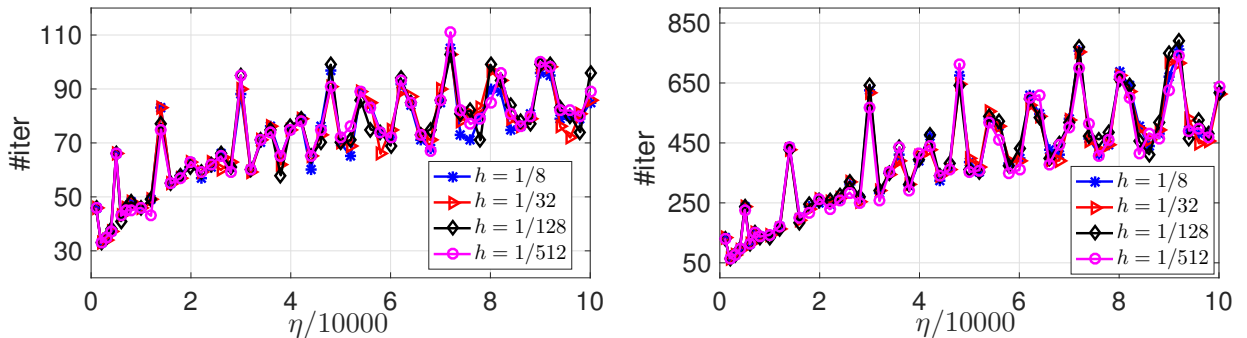 110
90
70
50
30
#iter
0
2
4
6
8
10
η/10000
h = 1/8
h = 1/32
h = 1/128
h = 1/512
850
650
450
250
50
#iter
0
2
4
6
8
10
η/10000
h = 1/8
h = 1/32
h = 1/128
h = 1/512